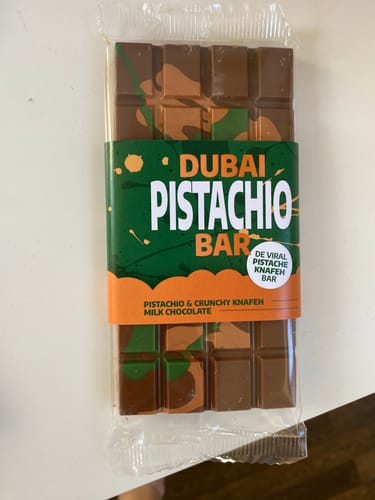 DUBAI
PISTACHIO
BAR
DE VIRAL
PISTACHE
KNAFEH
BAR
PISTACHIO & CRUNCHY KNAFEH
MILK CHOCOLATE